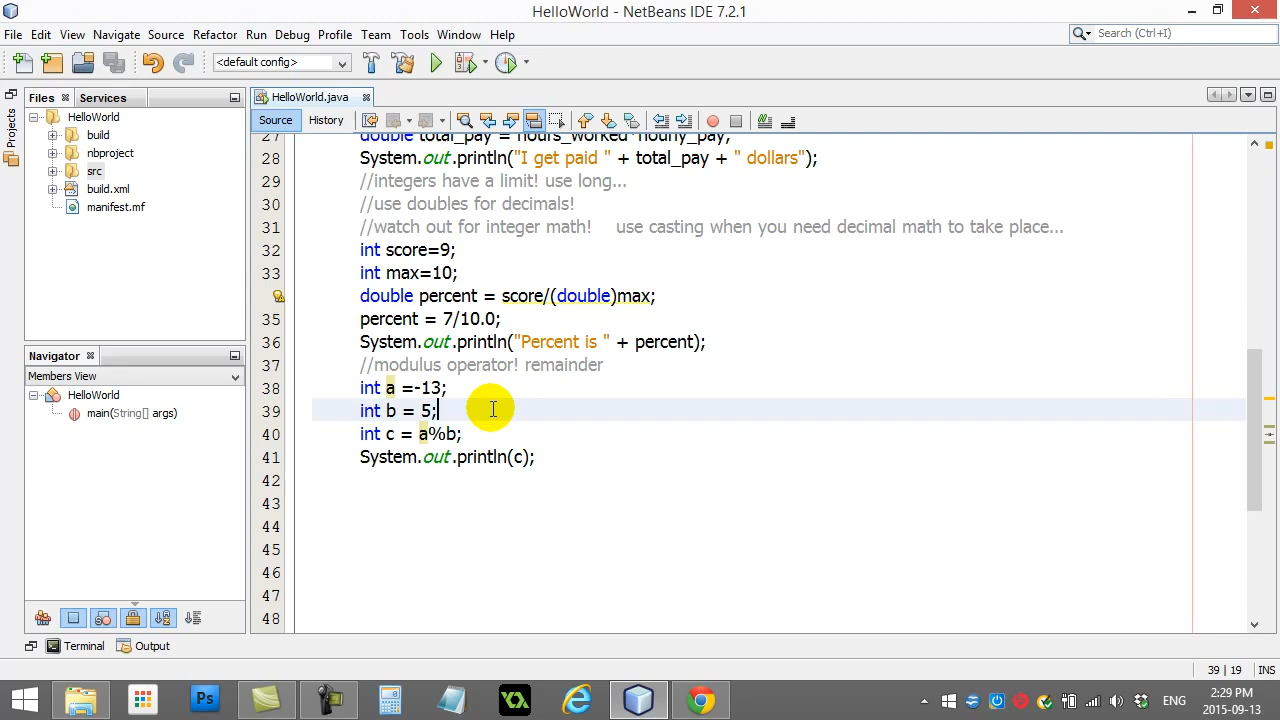 HelloWorld - NetBeans IDE 7.2.1
File Edit View Navigate Source Refactor Run Debug Profile Team Tools Window Help
Search (Ctrl+I)
<default config>
Projects
Files Services
HelloWorld.java
HelloWorld
build
nbproject
src
build.xml
manifest.mf
Source History
27 double total_pay = hours_worked*hourly_pay;
28 System.out.println("I get paid " + total_pay + " dollars");
29 //integers have a limit! use long...
30 //use doubles for decimals!
31 //watch out for integer math! use casting when you need decimal math to take place...
32 int score=9;
33 int max=10;
double percent = score/(double)max;
35 percent = 7/10.0;
36 System.out.println("Percent is " + percent);
37 //modulus operator! remainder
38 int a =-13;
39 int b = 5;
40 int c = a%b;
41 System.out.println(c);
42
43
44
45
46
47
48
Navigator
Members View
HelloWorld
main(String[] args)
Terminal Output
39 | 19 INS
Ps
ENG
2:29 PM
2015-09-13